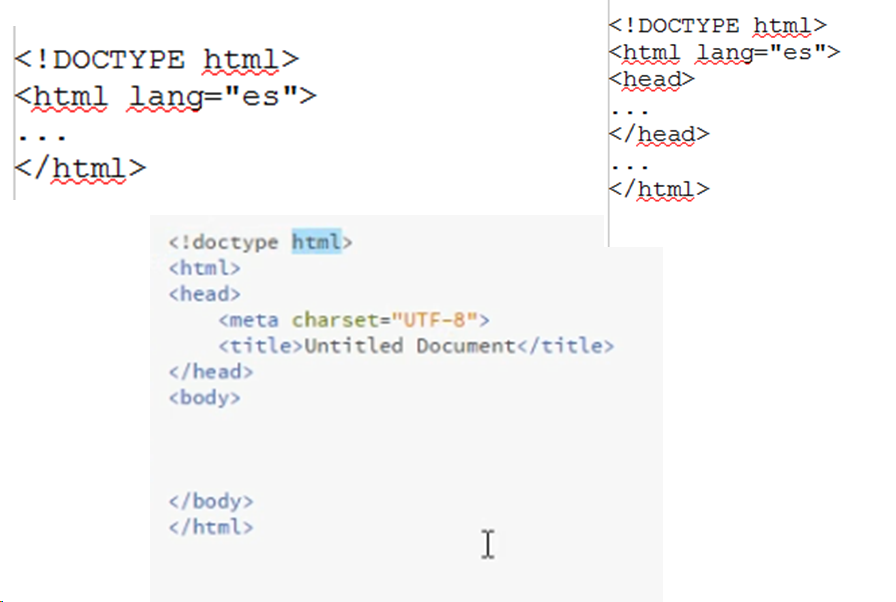 <!DOCTYPE html>
<html lang="es">
...
</html>
<!DOCTYPE html>
<html lang="es">
<head>
...
</head>
...
</html>
<!doctype html>
<html>
<head>
<meta charset="UTF-8">
<title>Untitled Document</title>
</head>
<body>
</body>
</html>